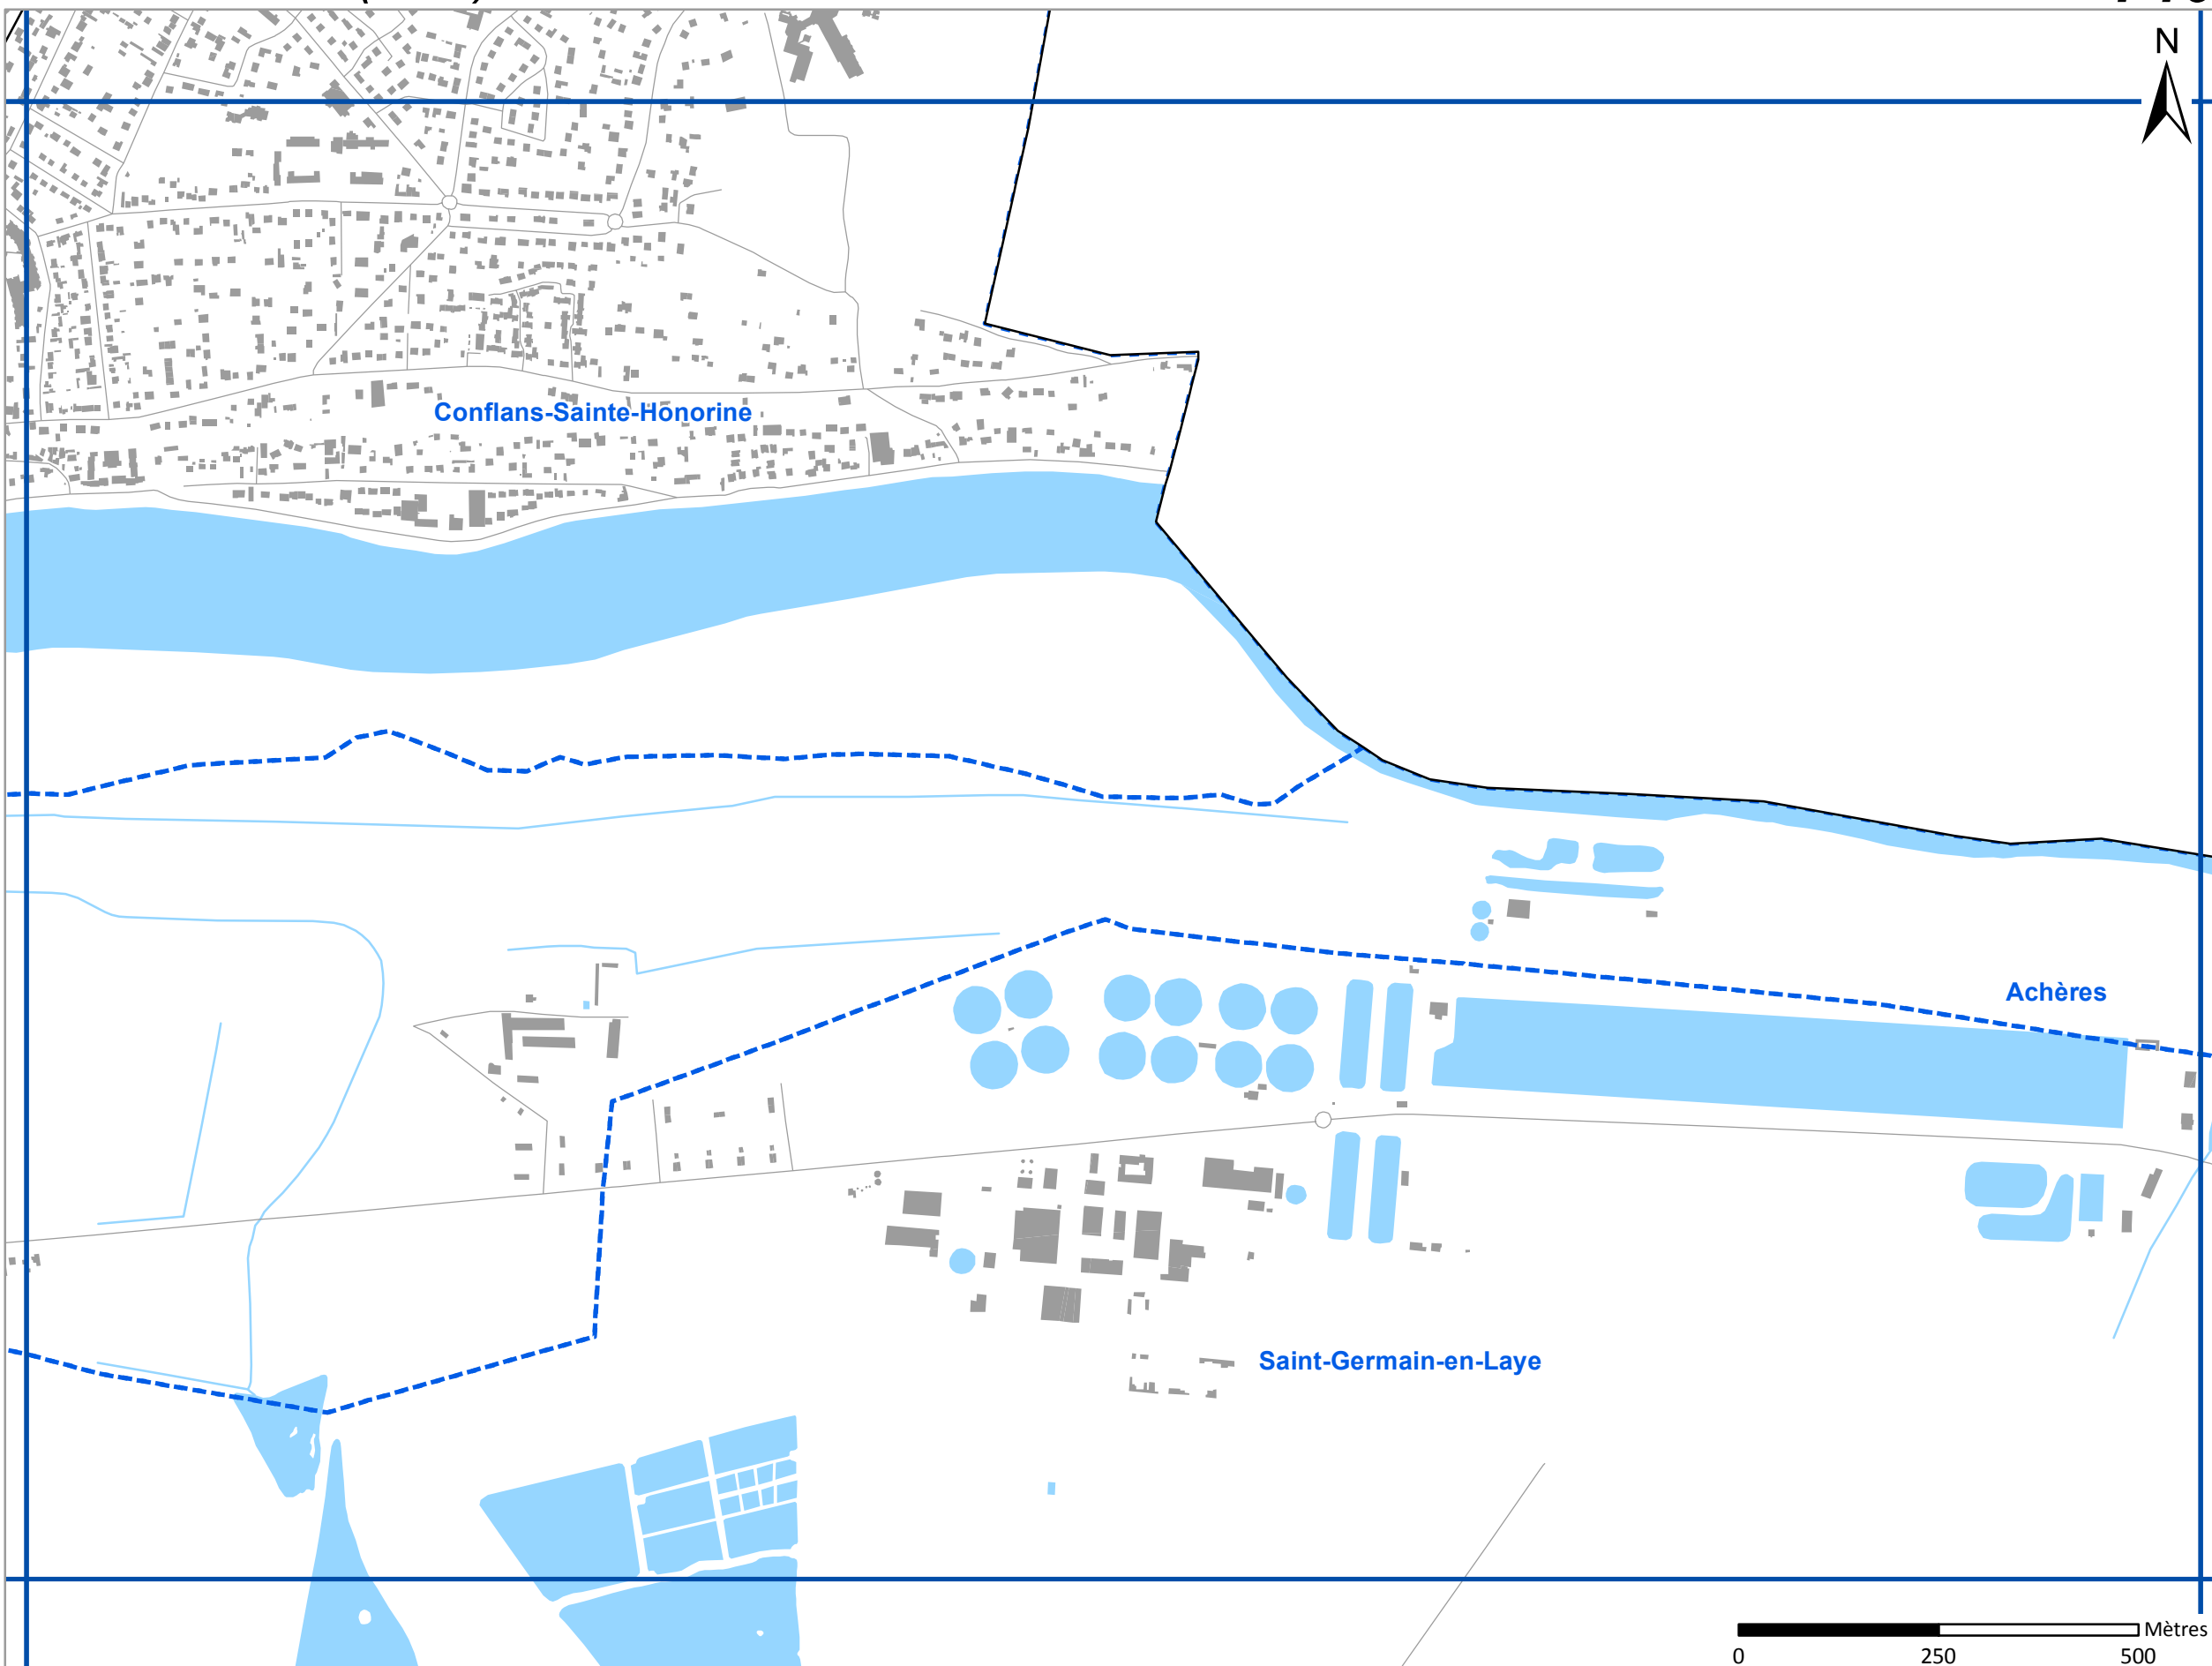 N
Conflans-Sainte-Honorine
Achères
Saint-Germain-en-Laye
Mètres
0 250 500